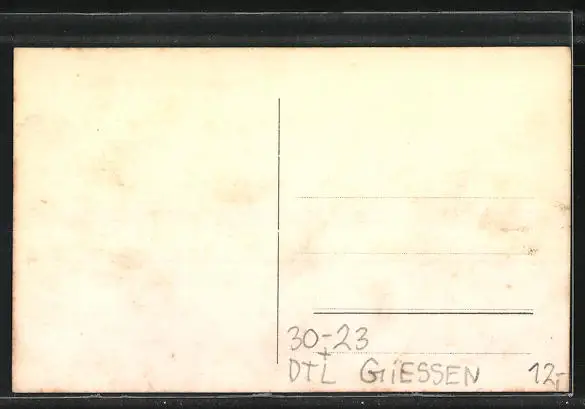 30-23
DTL GIESSEN 12,-